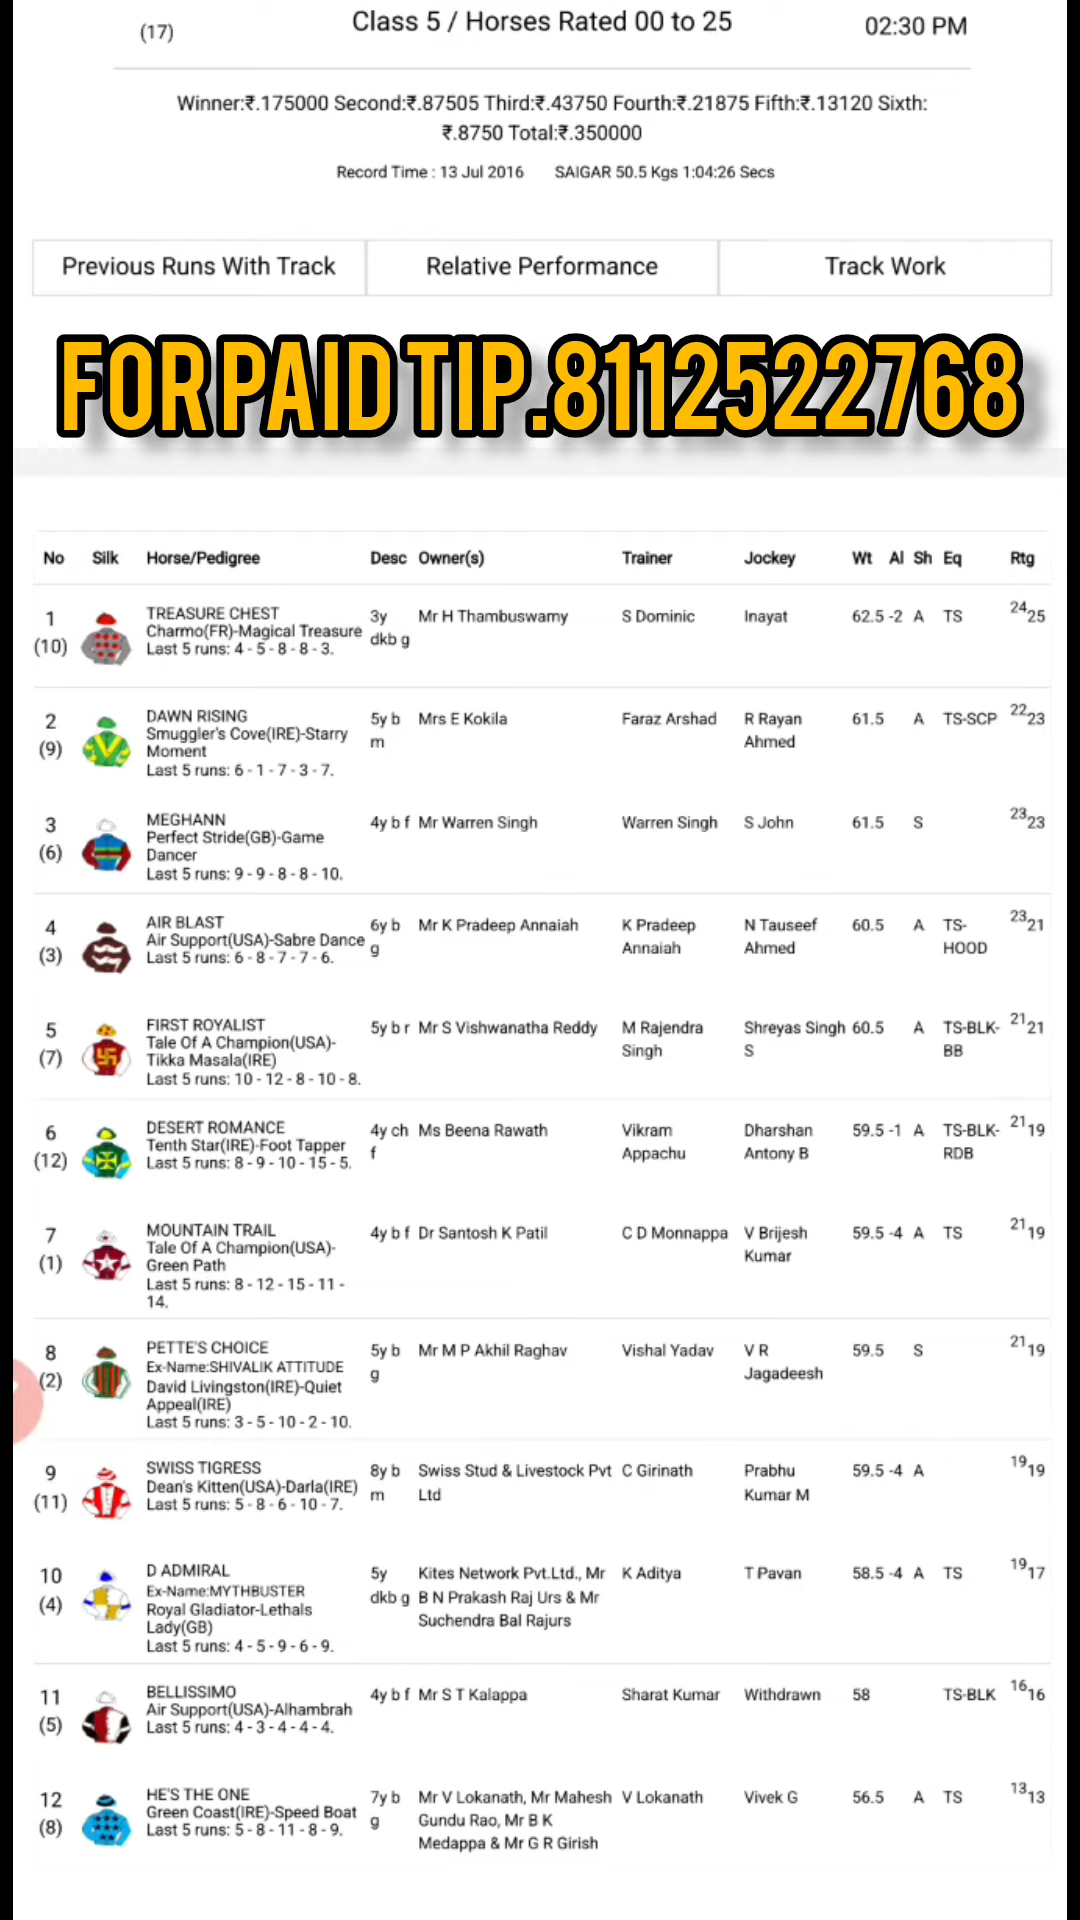 (17)
Class 5 / Horses Rated 00 to 25
02:30 PM
Winner:₹.175000 Second:₹.87505 Third:₹.43750 Fourth:₹.21875 Fifth:₹.13120 Sixth:
₹.8750 Total:₹.350000
Record Time : 13 Jul 2016 SAIGAR 50.5 Kgs 1:04:26 Secs
Previous Runs With Track Relative Performance Track Work
FOR PAID TIP.8112522768
No Silk Horse/Pedigree Desc Owner(s) Trainer Jockey Wt Al Sh Eq Rtg
1 TREASURE CHEST 3y Mr H Thambuswamy S Dominic Inayat 62.5 -2 A TS 24 25
(10) Charmo(FR)-Magical Treasure dkb g
Last 5 runs: 4 - 5 - 8 - 8 - 3.
2 DAWN RISING 5y b Mrs E Kokila Faraz Arshad R Rayan 61.5 A TS-SCP 22 23
(9) Smuggler's Cove(IRE)-Starry m Ahmed
Moment
Last 5 runs: 6 - 1 - 7 - 3 - 7.
3 MEGHANN 4y b f Mr Warren Singh Warren Singh S John 61.5 S 23 23
(6) Perfect Stride(GB)-Game
Dancer
Last 5 runs: 9 - 9 - 8 - 8 - 10.
4 AIR BLAST 6y b Mr K Pradeep Annaiah K Pradeep N Tauseef 60.5 A TS- 23 21
(3) Air Support(USA)-Sabre Dance g Annaiah Ahmed HOOD
Last 5 runs: 6 - 8 - 7 - 7 - 6.
5 FIRST ROYALIST 5y b r Mr S Vishwanatha Reddy M Rajendra Shreyas Singh 60.5 A TS-BLK- 21 21
(7) Tale Of A Champion(USA)- Singh S BB
Tikka Masala(IRE)
Last 5 runs: 10 - 12 - 8 - 10 - 8.
6 DESERT ROMANCE 4y ch Ms Beena Rawath Vikram Dharshan 59.5 -1 A TS-BLK- 21 19
(12) Tenth Star(IRE)-Foot Tapper f Appachu Antony B RDB
Last 5 runs: 8 - 9 - 10 - 15 - 5.
7 MOUNTAIN TRAIL 4y b f Dr Santosh K Patil C D Monnappa V Brijesh 59.5 -4 A TS 21 19
(1) Tale Of A Champion(USA)- Kumar
Green Path
Last 5 runs: 8 - 12 - 15 - 11 -
14.
8 PETTE'S CHOICE 5y b Mr M P Akhil Raghav Vishal Yadav V R 59.5 S 21 19
(2) Ex-Name:SHIVALIK ATTITUDE g Jagadeesh
David Livingston(IRE)-Quiet
Appeal(IRE)
Last 5 runs: 3 - 5 - 10 - 2 - 10.
9 SWISS TIGRESS 8y b Swiss Stud & Livestock Pvt C Girinath Prabhu 59.5 -4 A 19 19
(11) Dean's Kitten(USA)-Darla(IRE) m Ltd Kumar M
Last 5 runs: 5 - 8 - 6 - 10 - 7.
10 D ADMIRAL 5y Kites Network Pvt.Ltd., Mr K Aditya T Pavan 58.5 -4 A TS 19 17
(4) Ex-Name:MYTHBUSTER dkb g B N Prakash Raj Urs & Mr
Royal Gladiator-Lethals Suchendra Bal Rajurs
Lady(GB)
Last 5 runs: 4 - 5 - 9 - 6 - 9.
11 BELLISSIMO 4y b f Mr S T Kalappa Sharat Kumar Withdrawn 58 TS-BLK 16 16
(5) Air Support(USA)-Alhambrah
Last 5 runs: 4 - 3 - 4 - 4 - 4.
12 HE'S THE ONE 7y b Mr V Lokanath, Mr Mahesh V Lokanath Vivek G 56.5 A TS 13 13
(8) Green Coast(IRE)-Speed Boat g Gundu Rao, Mr B K
Last 5 runs: 5 - 8 - 11 - 8 - 9. Medappa & Mr G R Girish